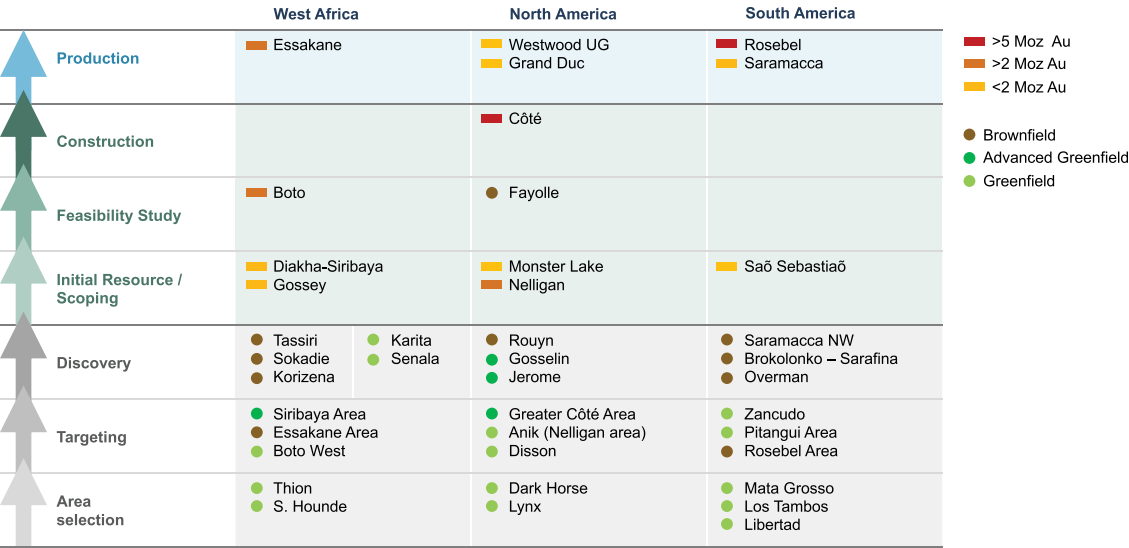 West Africa
North America
South America
Production
Essakane
Westwood UG
Grand Duc
Rosebel
Saramacca
>5 Moz Au
>2 Moz Au
<2 Moz Au
Construction
Côté
Brownfield
Advanced Greenfield
Greenfield
Feasibility Study
Boto
Fayolle
Initial Resource /
Scoping
Diakha-Siribaya
Gossey
Monster Lake
Nelligan
Saõ Sebastiaõ
Discovery
Tassiri
Sokadie
Korizena
Karita
Senala
Rouyn
Gosselin
Jerome
Saramacca NW
Brokolonko – Sarafina
Overman
Targeting
Siribaya Area
Essakane Area
Boto West
Greater Côté Area
Anik (Nelligan area)
Disson
Zancudo
Pitangui Area
Rosebel Area
Area
selection
Thion
S. Hounde
Dark Horse
Lynx
Mata Grosso
Los Tambos
Libertad